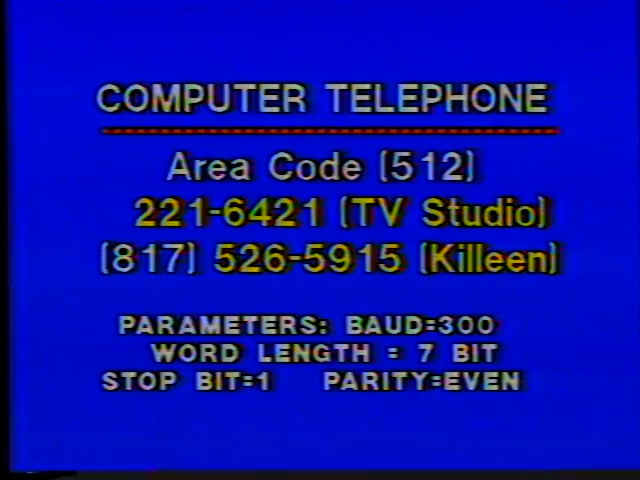 COMPUTER TELEPHONE
Area Code (512)
221-6421 (TV Studio)
(817) 526-5915 (Killeen)
PARAMETERS: BAUD=300
WORD LENGTH = 7 BIT
STOP BIT=1 PARITY=EVEN